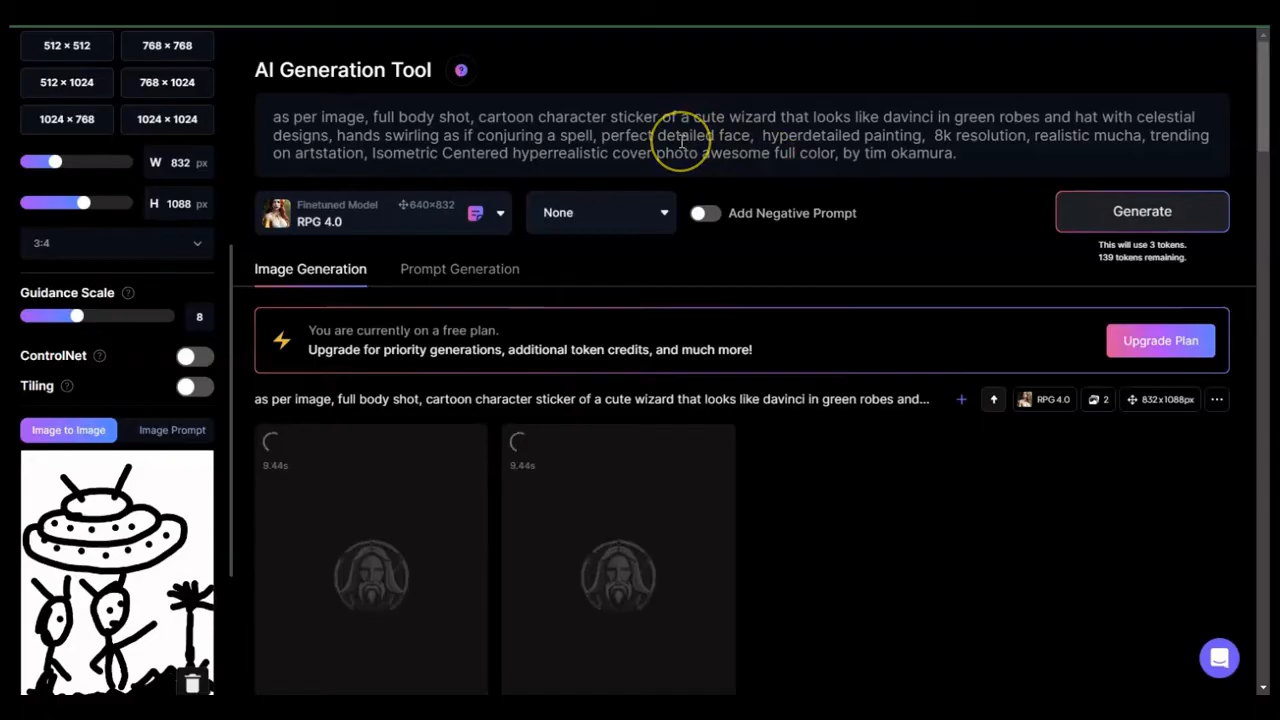 512 × 512
768 × 768
512 × 1024
768 × 1024
1024 × 768
1024 × 1024
W 832 px
H 1088 px
3:4
Guidance Scale
8
ControlNet
Tiling
Image to Image
Image Prompt
AI Generation Tool
as per image, full body shot, cartoon character sticker of a cute wizard that looks like davinci in green robes and hat with celestial
designs, hands swirling as if conjuring a spell, perfect detailed face,  hyperdetailed painting,  8k resolution, realistic mucha, trending
on artstation, Isometric Centered hyperrealistic cover photo awesome full color, by tim okamura.
Finetuned Model
640×832
RPG 4.0
None
Add Negative Prompt
Generate
This will use 3 tokens.
139 tokens remaining.
Image Generation
Prompt Generation
You are currently on a free plan.
Upgrade for priority generations, additional token credits, and much more!
Upgrade Plan
as per image, full body shot, cartoon character sticker of a cute wizard that looks like davinci in green robes and...
RPG 4.0
2
832x1088px
9.44s
9.44s